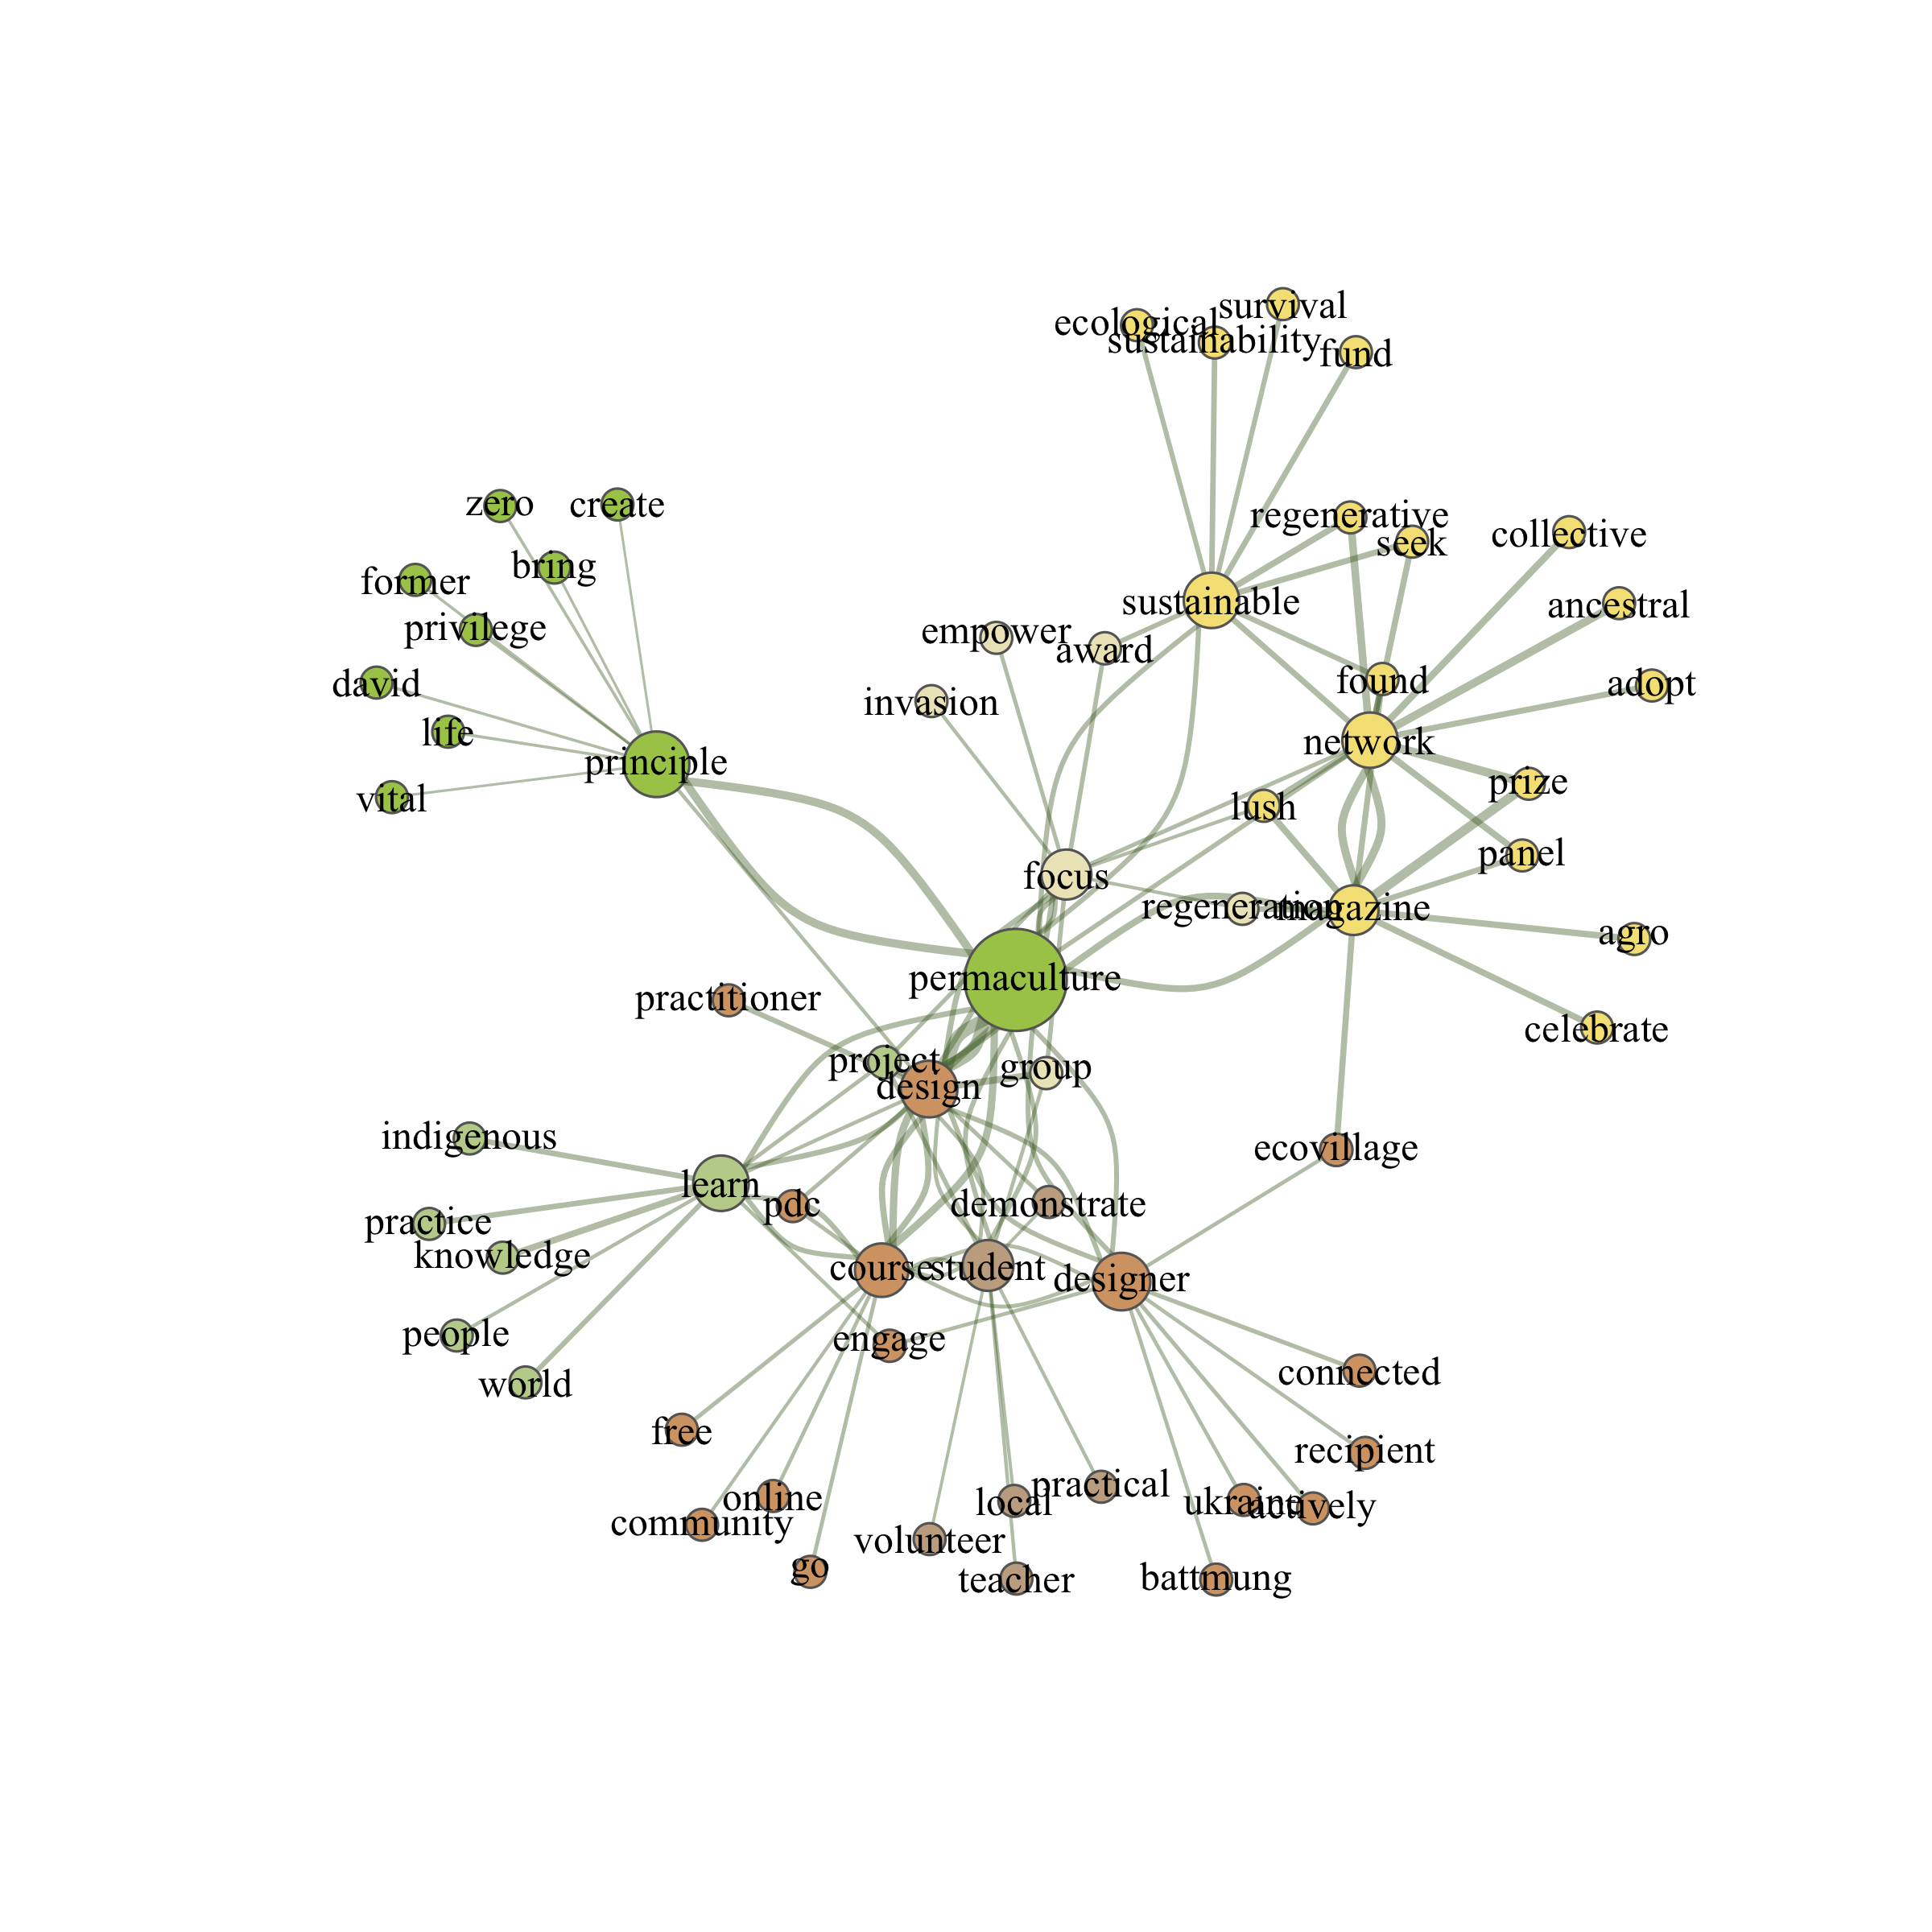 survival
ecological
sustainability
fund
zero
create
regenerative
seek
collective
bring
former
sustainable
ancestral
privilege
empower
award
david
found
adopt
invasion
life
network
principle
prize
vital
lush
panel
focus
regeneration
magazine
agro
permaculture
practitioner
celebrate
project
group
design
indigenous
ecovillage
learn
pdc
demonstrate
practice
knowledge
course
student
designer
people
engage
world
connected
free
recipient
practical
online
local
ukraine
actively
community
volunteer
go
teacher
battmung